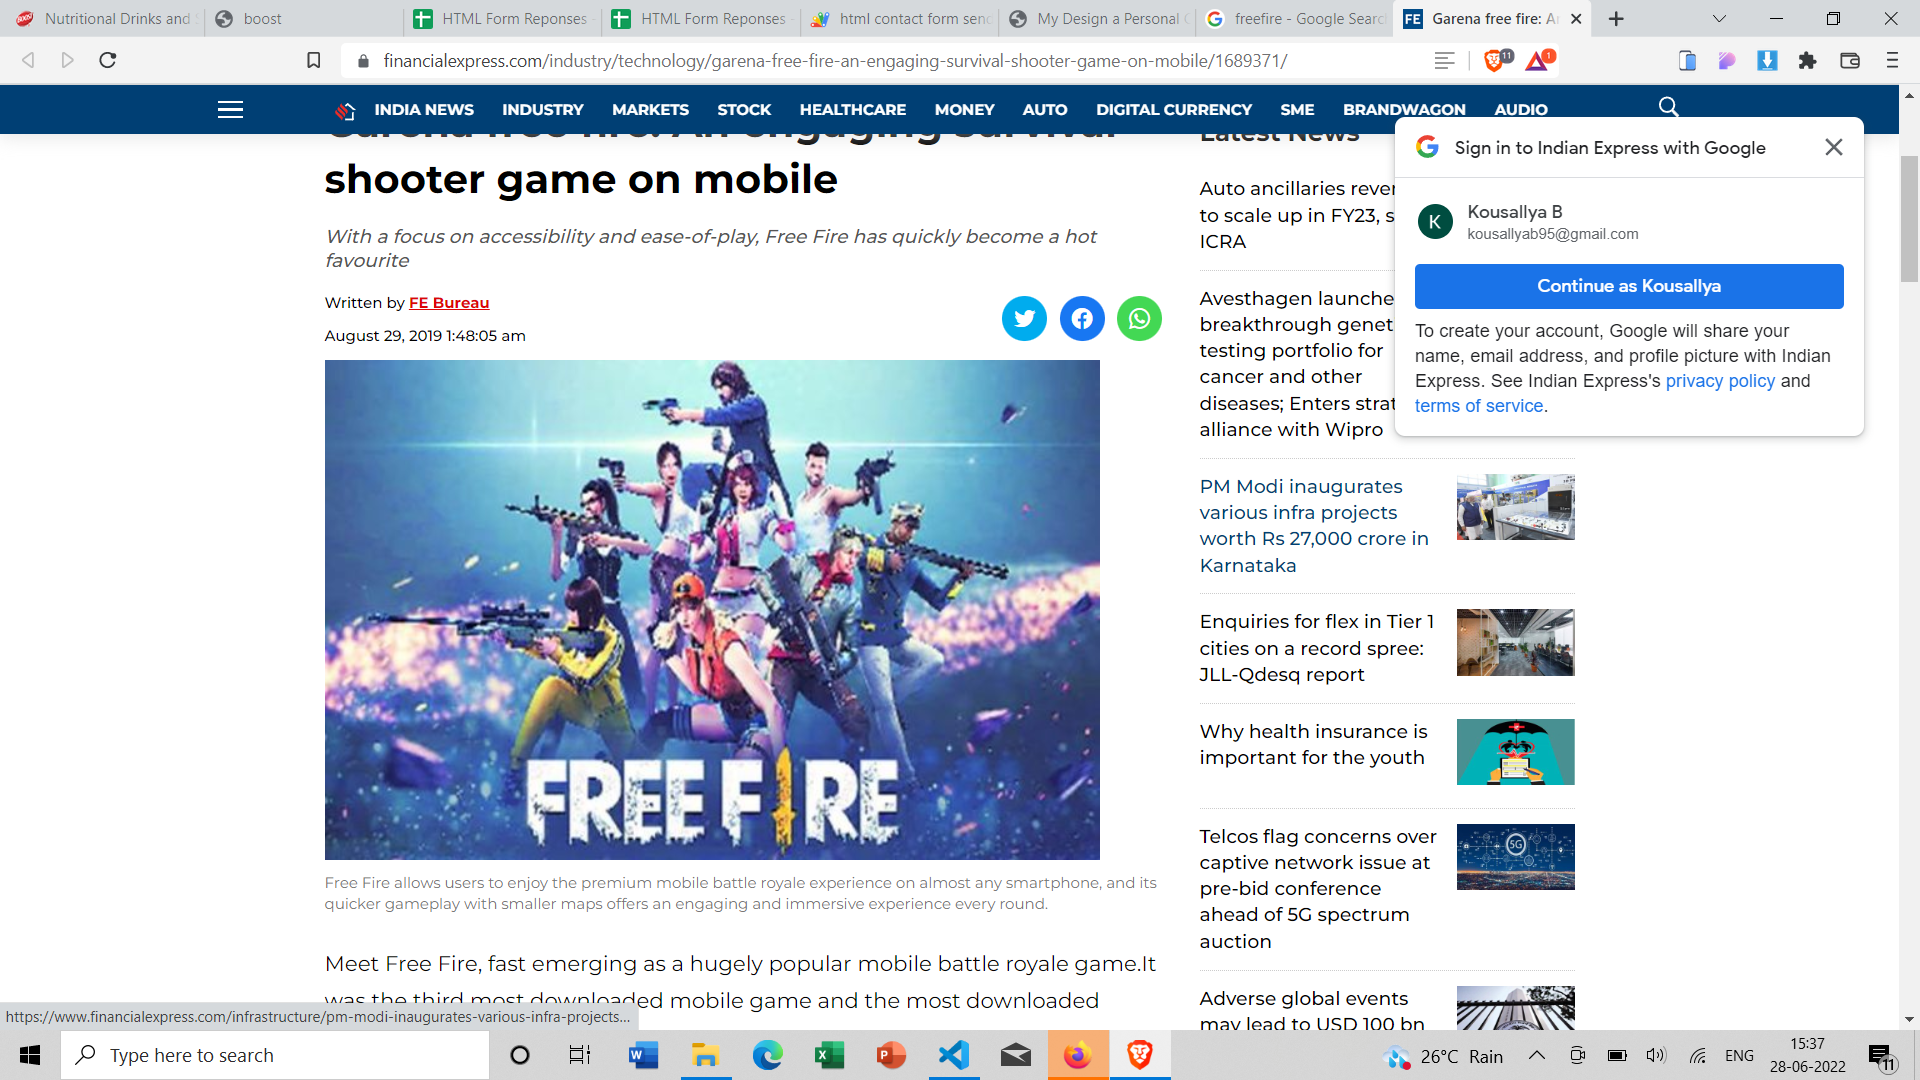 Nutritional Drinks and
boost
HTML Form Reponses
HTML Form Reponses
html contact form send
My Design a Personal
freefire - Google Search
FE Garena free fire: A
financialexpress.com/industry/technology/garena-free-fire-an-engaging-survival-shooter-game-on-mobile/1689371/
11
1
INDIA NEWS INDUSTRY MARKETS STOCK HEALTHCARE MONEY AUTO DIGITAL CURRENCY SME BRANDWAGON AUDIO
Garena free fire: An engaging survival
shooter game on mobile
With a focus on accessibility and ease-of-play, Free Fire has quickly become a hot
favourite
Written by FE Bureau
August 29, 2019 1:48:05 am
FREE FIRE
Free Fire allows users to enjoy the premium mobile battle royale experience on almost any smartphone, and its
quicker gameplay with smaller maps offers an engaging and immersive experience every round.
Meet Free Fire, fast emerging as a hugely popular mobile battle royale game.It
was the third most downloaded mobile game and the most downloaded
Latest News
Auto ancillaries reven
to scale up in FY23, s
ICRA
Avesthagen launche
breakthrough genet
testing portfolio for
cancer and other
diseases; Enters strat
alliance with Wipro
PM Modi inaugurates
various infra projects
worth Rs 27,000 crore in
Karnataka
Enquiries for flex in Tier 1
cities on a record spree:
JLL-Qdesq report
Why health insurance is
important for the youth
Telcos flag concerns over
captive network issue at
pre-bid conference
ahead of 5G spectrum
auction
5G
Adverse global events
may lead to USD 100 bn
Sign in to Indian Express with Google
K
Kousallya B
kousallyab95@gmail.com
Continue as Kousallya
To create your account, Google will share your
name, email address, and profile picture with Indian
Express. See Indian Express's privacy policy and
terms of service.
https://www.financialexpress.com/infrastructure/pm-modi-inaugurates-various-infra-projects...
Type here to search
26°C Rain
ENG
15:37
28-06-2022
11